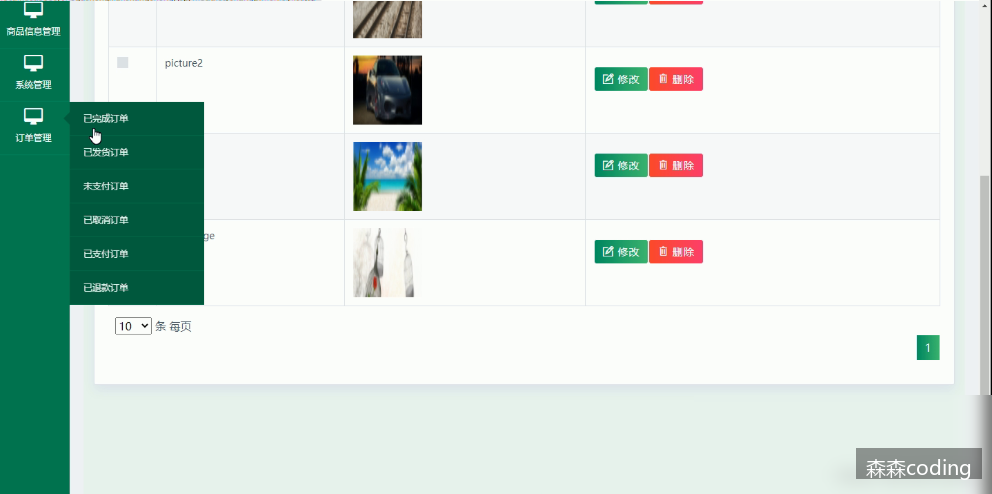 商品信息管理
系统管理
订单管理
已完成订单
已发货订单
未支付订单
已取消订单
已支付订单
已退款订单
picture2
修改 删除
修改 删除
ge
修改 删除
10 条 每页
1
森森coding